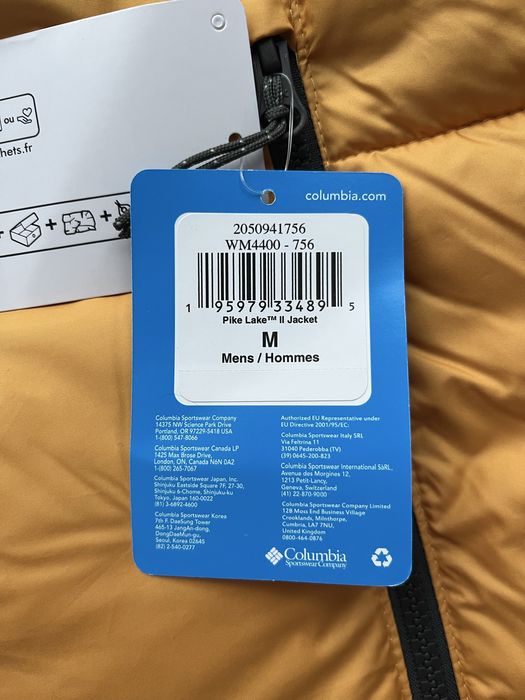 ou
hets.fr
+ + +
columbia.com
2050941756
WM4400 - 756
1 95979 33489 5
Pike Lake™ II Jacket
M
Mens / Hommes
Columbia Sportswear Company
14375 NW Science Park Drive
Portland, OR 97229-5418 USA
1-(800) 547-8066
Columbia Sportswear Canada LP
1425 Max Brose Drive,
London, ON, Canada N6N 0A2
1-(800) 265-7067
Columbia Sportswear Japan, Inc.
Shinjuku Eastside Square 7F, 27-30,
Shinjuku 6-Chome, Shinjuku-ku
Tokyo, Japan 160-0022
(81) 3-6892-4600
Columbia Sportswear Korea
7th F. DaeSung Tower
465-13 JangAn-dong,
DongDaeMun-gu,
Seoul, Korea 02645
(82) 2-540-0277
Authorized EU Representative under
EU Directive 2001/95/EC:
Columbia Sportswear Italy SRL
Via Feltrina 11
31040 Pederobba (TV)
(39) 0645-200-823
Columbia Sportswear International SàRL,
Avenue des Morgines 12,
1213 Petit-Lancy,
Geneva, Switzerland
(41) 22-870-9000
Columbia Sportswear Company Limited
12B Moss End Business Village
Crooklands, Milnthorpe,
Cumbria, LA7 7NU,
United Kingdom
0800-464-0876
Columbia
Sportswear Company